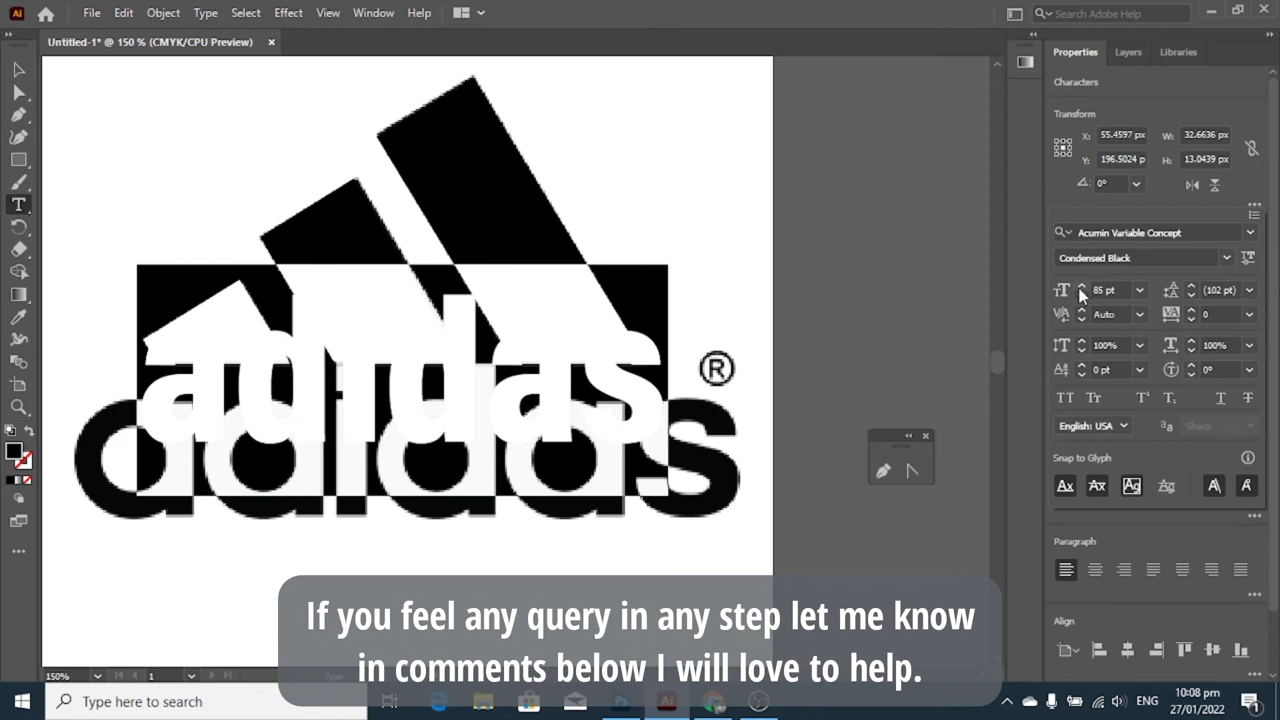 File Edit Object Type Select Effect View Window Help
Search Adobe Help
Untitled-1* @ 150 % (CMYK/CPU Preview)
Properties Layers Libraries
Characters
Transform
X: 55.4597 px W: 32.6636 px
Y: 196.5024 p H: 13.0439 px
0°
Acumin Variable Concept
Condensed Black
85 pt (102 pt)
Auto 0
100% 100%
0 pt 0°
English: USA Sharp
Snap to Glyph
Paragraph
Align
adidas
®
adidas
If you feel any query in any step let me know
in comments below I will love to help.
150% 1
Type here to search
ENG
10:08 pm
27/01/2022